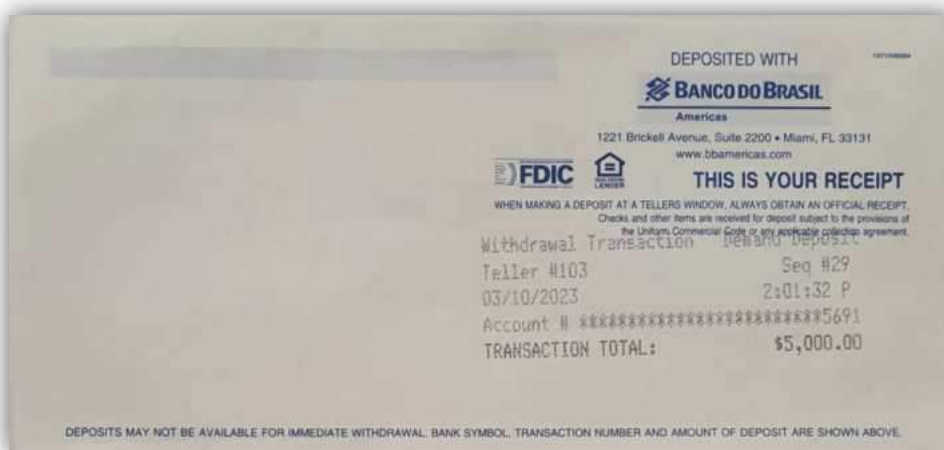 DEPOSITED WITH
BANCO DO BRASIL
Americas
1221 Brickell Avenue, Suite 2200 • Miami, FL 33131
www.bbamericas.com
FDIC
LENDER
THIS IS YOUR RECEIPT
WHEN MAKING A DEPOSIT AT A TELLERS WINDOW, ALWAYS OBTAIN AN OFFICIAL RECEIPT.
Checks and other items are received for deposit subject to the provisions of
the Uniform Commercial Code or any applicable collection agreement.
Withdrawal Transaction Demand Deposit
Teller #103 Seq #29
03/10/2023 2:01:32 P
Account # *************************5691
TRANSACTION TOTAL: $5,000.00
DEPOSITS MAY NOT BE AVAILABLE FOR IMMEDIATE WITHDRAWAL. BANK SYMBOL, TRANSACTION NUMBER AND AMOUNT OF DEPOSIT ARE SHOWN ABOVE.